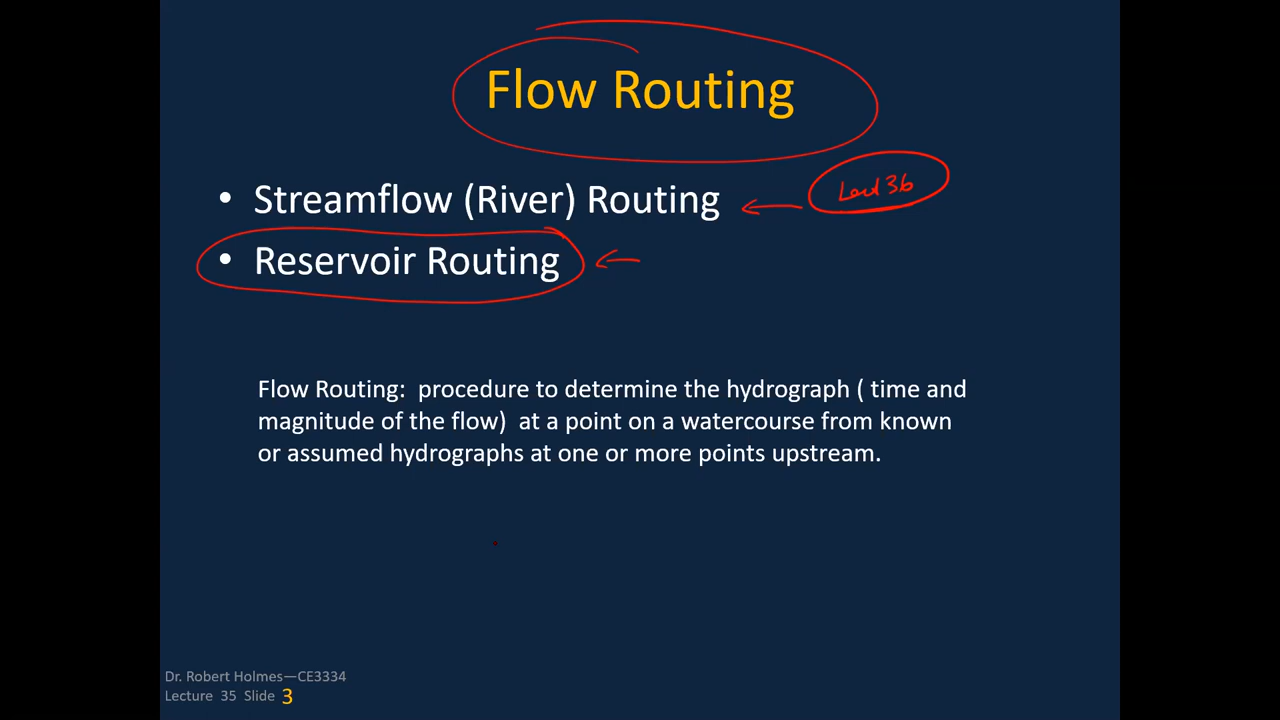 Flow Routing
• Streamflow (River) Routing
Lect 36
• Reservoir Routing
Flow Routing:  procedure to determine the hydrograph ( time and
magnitude of the flow)  at a point on a watercourse from known
or assumed hydrographs at one or more points upstream.
Dr. Robert Holmes—CE3334
Lecture  35  Slide  3